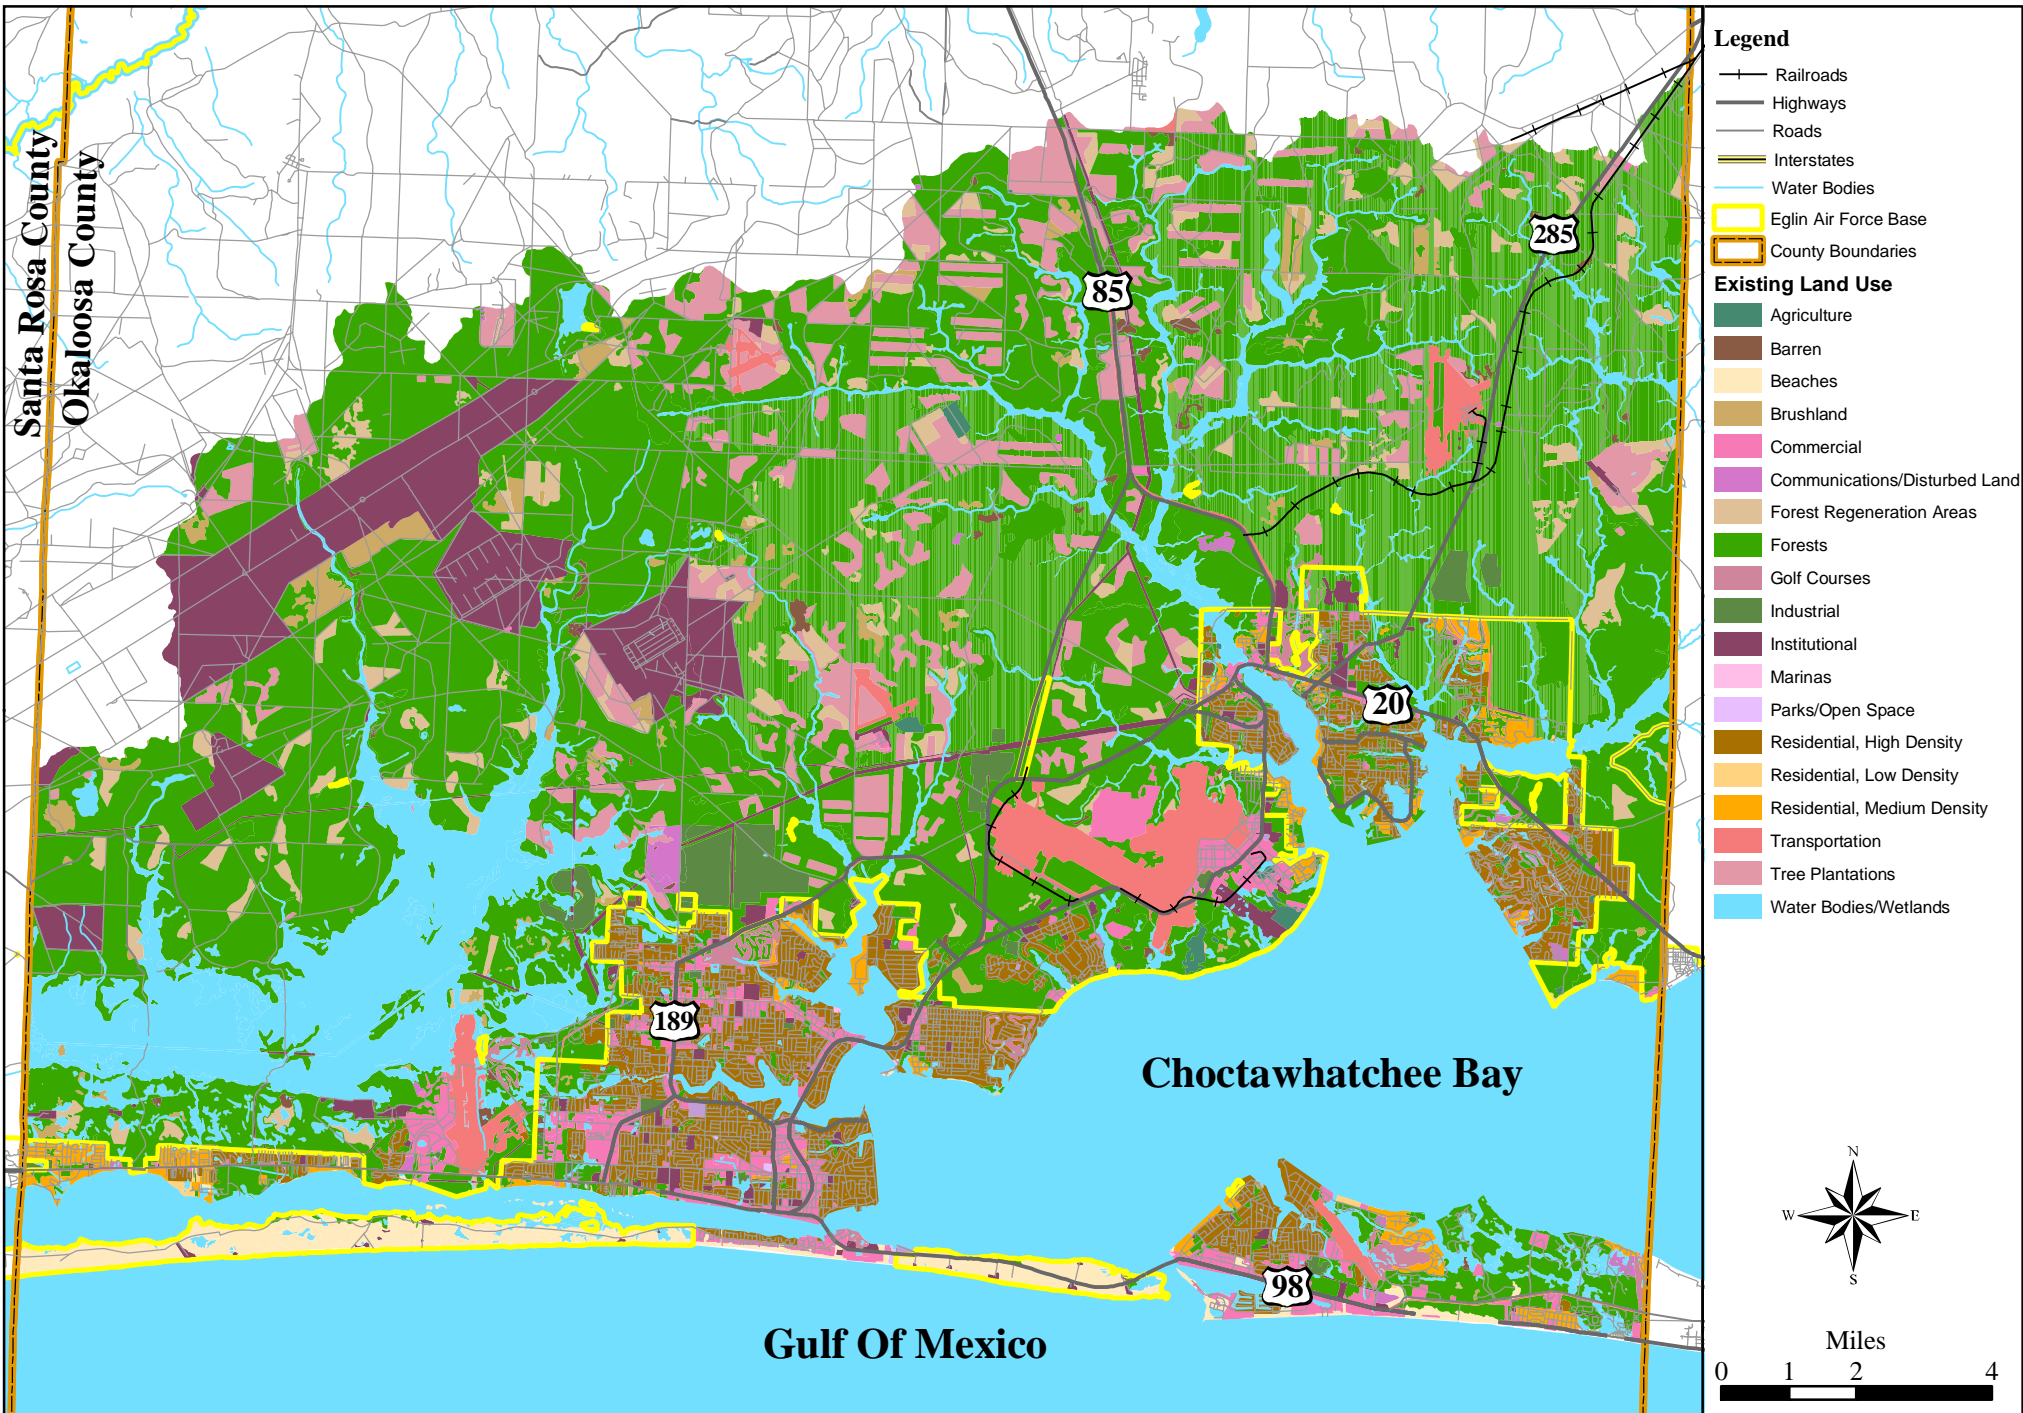 Santa Rosa County
Okaloosa County
85
285
20
189
98
Choctawhatchee Bay
Gulf Of Mexico
Legend
Railroads
Highways
Roads
Interstates
Water Bodies
Eglin Air Force Base
County Boundaries
Existing Land Use
Agriculture
Barren
Beaches
Brushland
Commercial
Communications/Disturbed Land
Forest Regeneration Areas
Forests
Golf Courses
Industrial
Institutional
Marinas
Parks/Open Space
Residential, High Density
Residential, Low Density
Residential, Medium Density
Transportation
Tree Plantations
Water Bodies/Wetlands
N
W E
S
Miles
0 1 2 4